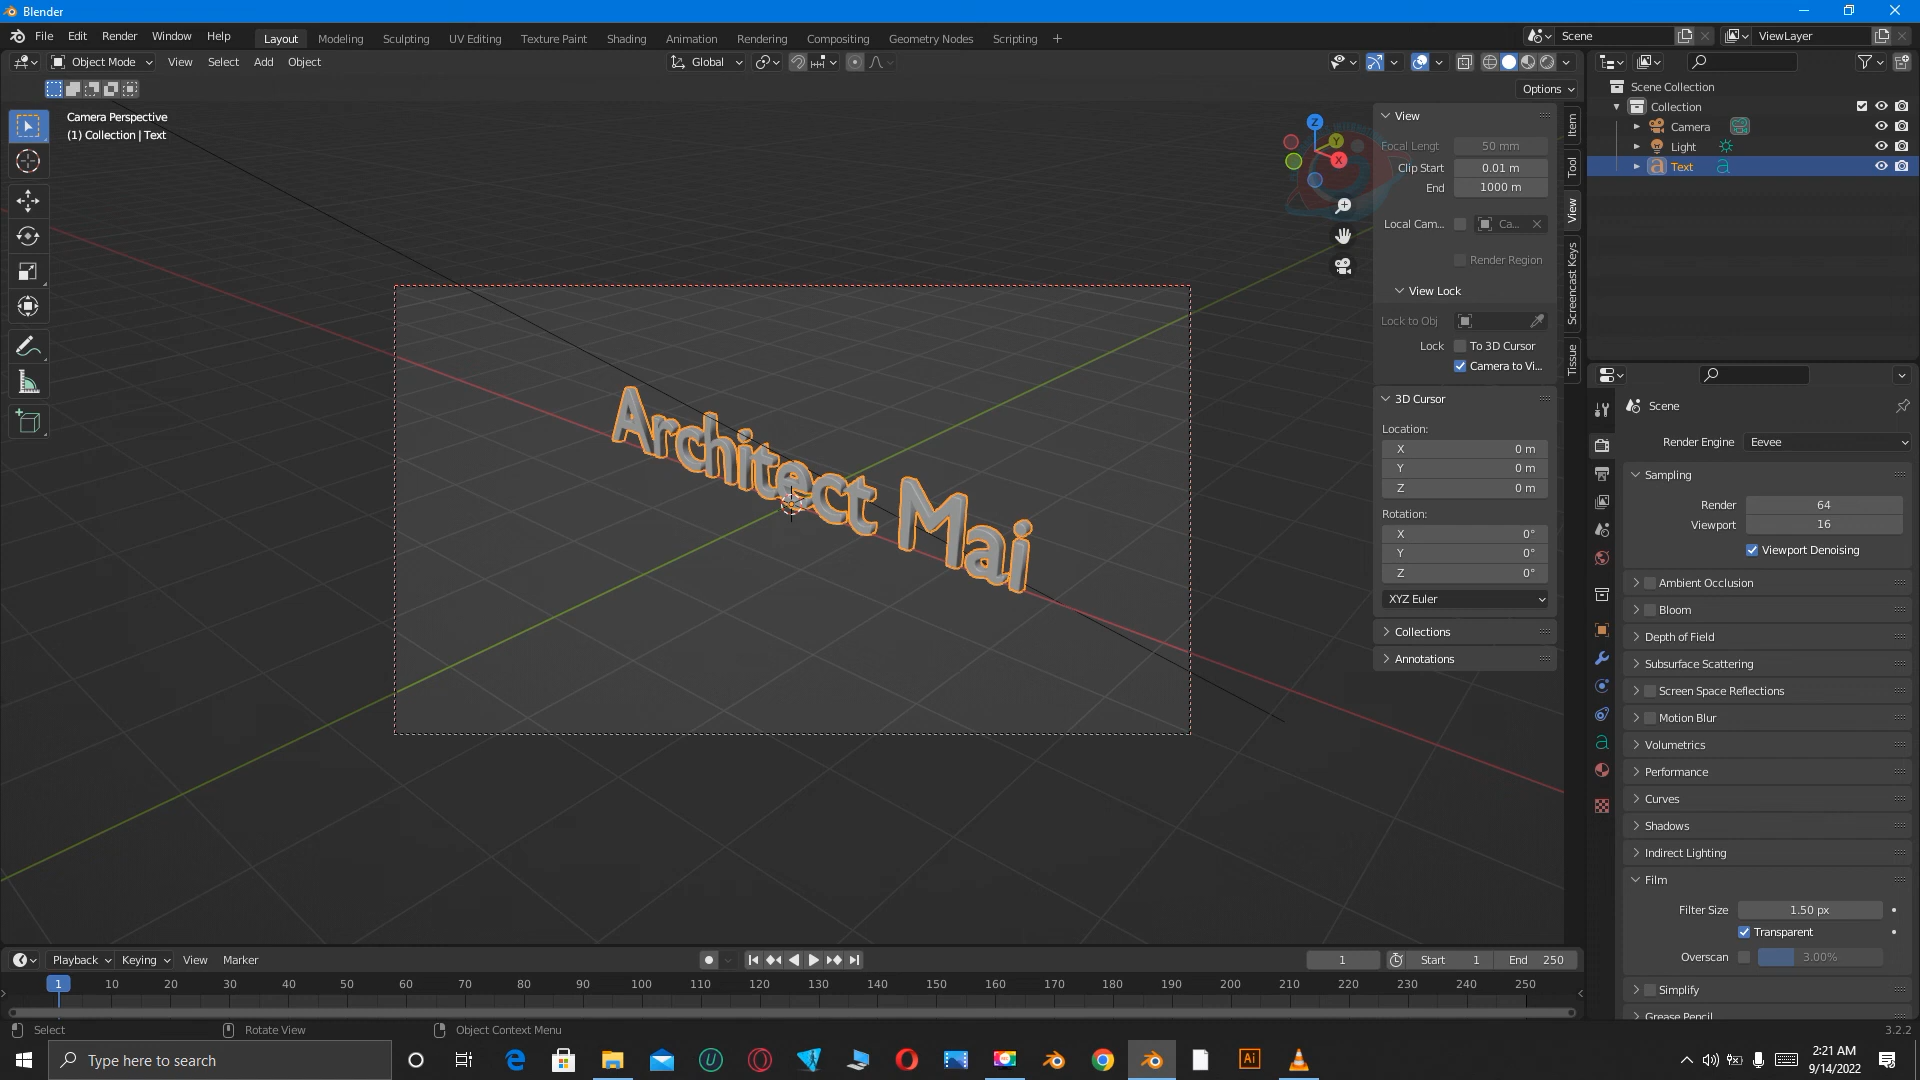 Blender
File Edit Render Window Help
Layout Modeling Sculpting UV Editing Texture Paint Shading Animation Rendering Compositing Geometry Nodes Scripting
Scene
ViewLayer
Object Mode View Select Add Object
Global
Options
Camera Perspective
(1) Collection | Text
Architect Mai
Z
Y
X
View
Focal Lengt 50 mm
Clip Start 0.01 m
End 1000 m
Local Cam... Ca...
Render Region
View Lock
Lock to Obj
Lock To 3D Cursor
Camera to Vi...
3D Cursor
Location:
X 0 m
Y 0 m
Z 0 m
Rotation:
X 0°
Y 0°
Z 0°
XYZ Euler
Collections
Annotations
Item
Tool
View
Screencast Keys
Tissue
Scene Collection
Collection
Camera
Light
Text
Scene
Render Engine Eevee
Sampling
Render 64
Viewport 16
Viewport Denoising
Ambient Occlusion
Bloom
Depth of Field
Subsurface Scattering
Screen Space Reflections
Motion Blur
Volumetrics
Performance
Curves
Shadows
Indirect Lighting
Film
Filter Size 1.50 px
Transparent
Overscan 3.00%
Simplify
Grease Pencil
Playback Keying View Marker
1 Start 1 End 250
1 10 20 30 40 50 60 70 80 90 100 110 120 130 140 150 160 170 180 190 200 210 220 230 240 250
Select Rotate View Object Context Menu
3.2.2
Type here to search
Ai
2:21 AM
9/14/2022